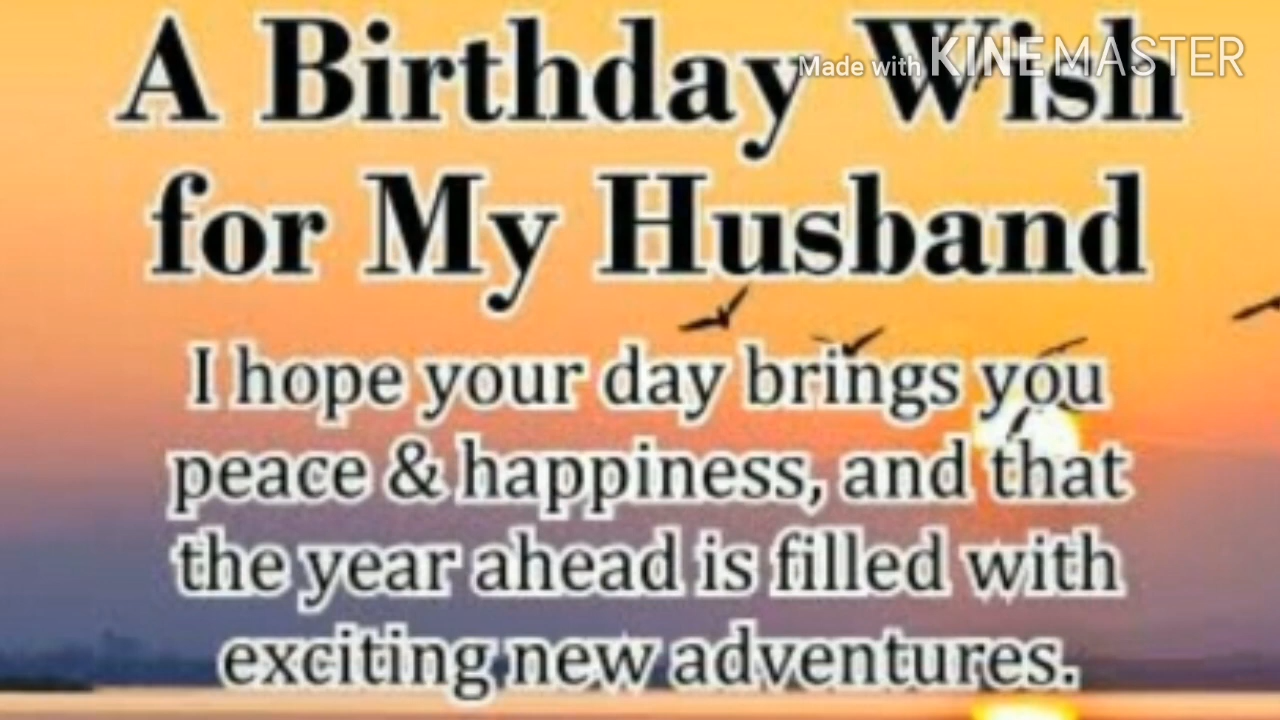 A Birthday Wish
Made with KINEMASTER
for My Husband
I hope your day brings you
peace & happiness, and that
the year ahead is filled with
exciting new adventures.